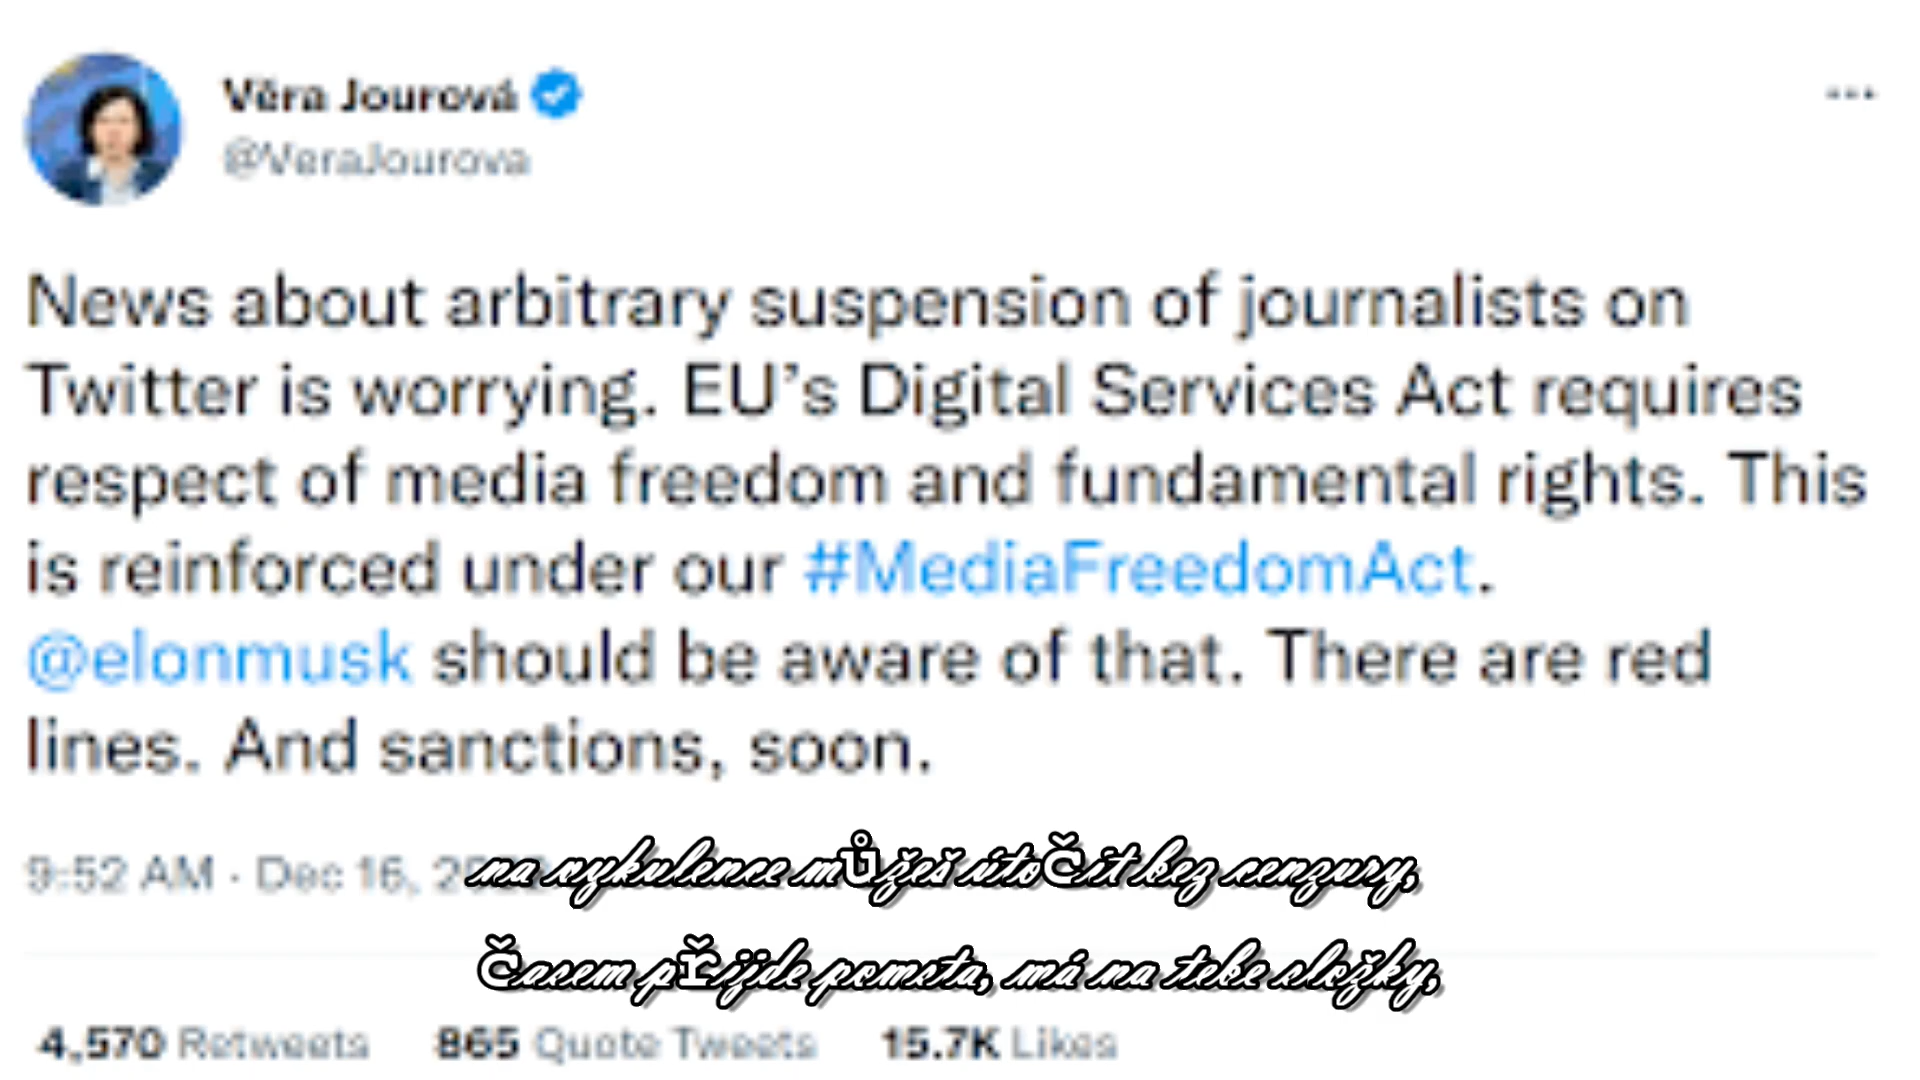 Věra Jourová
@VeraJourova
News about arbitrary suspension of journalists on
Twitter is worrying. EU’s Digital Services Act requires
respect of media freedom and fundamental rights. This
is reinforced under our #MediaFreedomAct.
@elonmusk should be aware of that. There are red
lines. And sanctions, soon.
9:52 AM · Dec 16, 2
na vykulence můžeš útočit bez cenzury,
Časem přijde pomsta, má na tebe složky,
4,570 Retweets 865 Quote Tweets 15.7K Likes